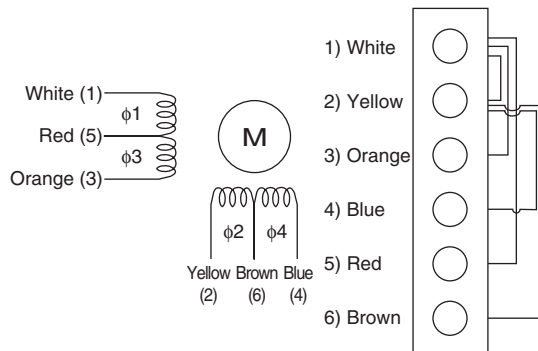 White (1)
ϕ1
Red (5)
ϕ3
Orange (3)
M
ϕ2 ϕ4
Yellow Brown Blue
(2) (6) (4)
1) White
2) Yellow
3) Orange
4) Blue
5) Red
6) Brown